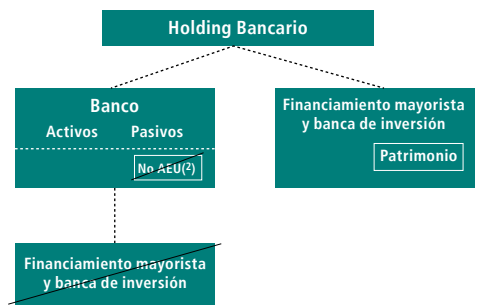 Holding Bancario
Banco
Activos Pasivos
No AEU(2)
Financiamiento mayorista
y banca de inversión
Patrimonio
Financiamiento mayorista
y banca de inversión